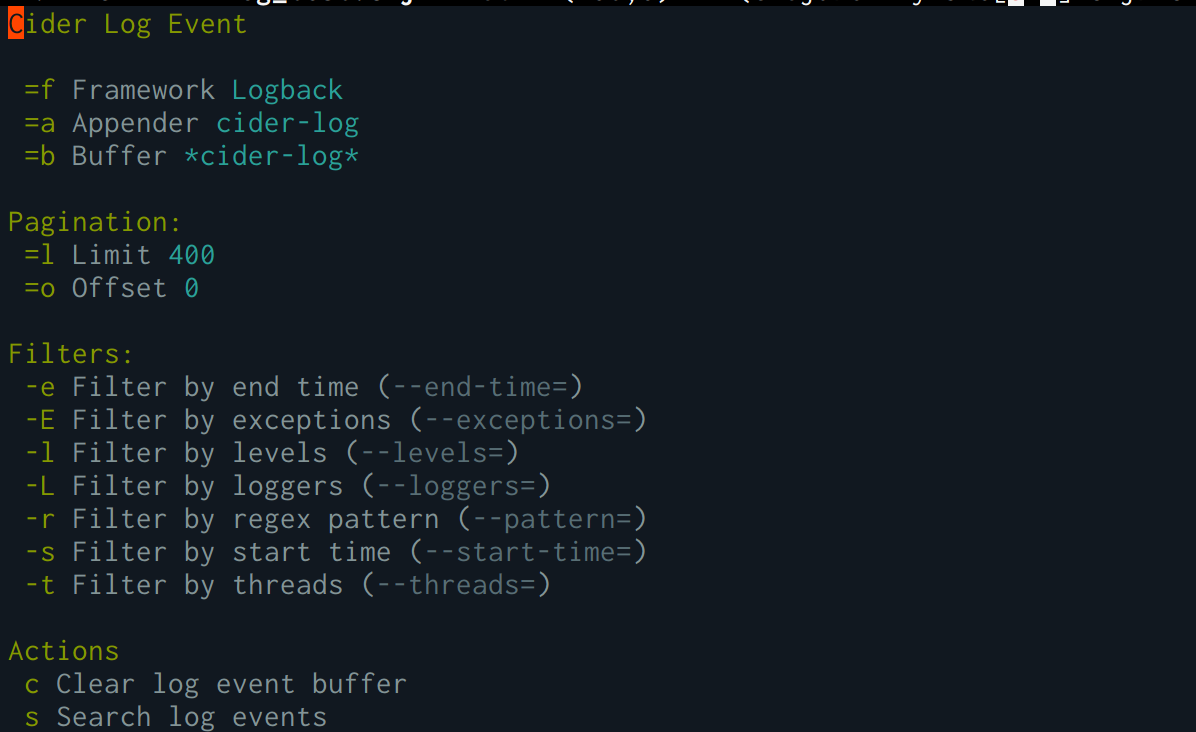 Cider Log Event
=f Framework Logback
=a Appender cider-log
=b Buffer *cider-log*
Pagination:
=l Limit 400
=o Offset 0
Filters:
-e Filter by end time (--end-time=)
-E Filter by exceptions (--exceptions=)
-l Filter by levels (--levels=)
-L Filter by loggers (--loggers=)
-r Filter by regex pattern (--pattern=)
-s Filter by start time (--start-time=)
-t Filter by threads (--threads=)
Actions
c Clear log event buffer
s Search log events